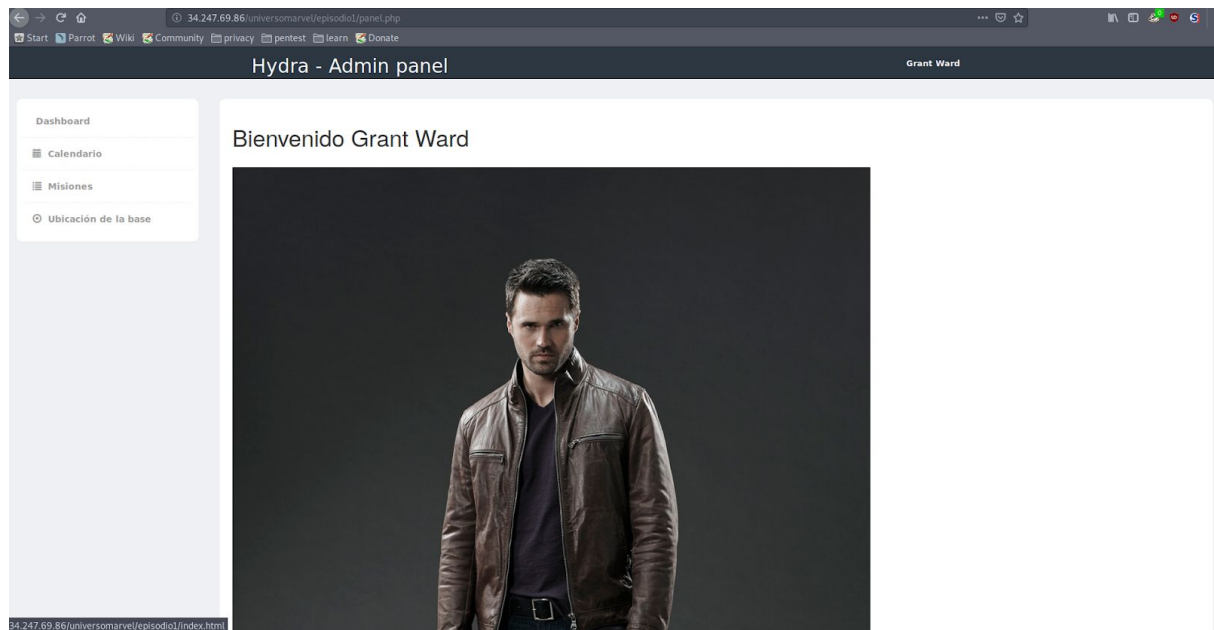 34.247.69.86/universomarvel/episodio1/panel.php
Start Parrot Wiki Community privacy pentest learn Donate
Hydra - Admin panel
Grant Ward
Dashboard
Calendario
Misiones
Ubicación de la base
Bienvenido Grant Ward
34.247.69.86/universomarvel/episodio1/index.html